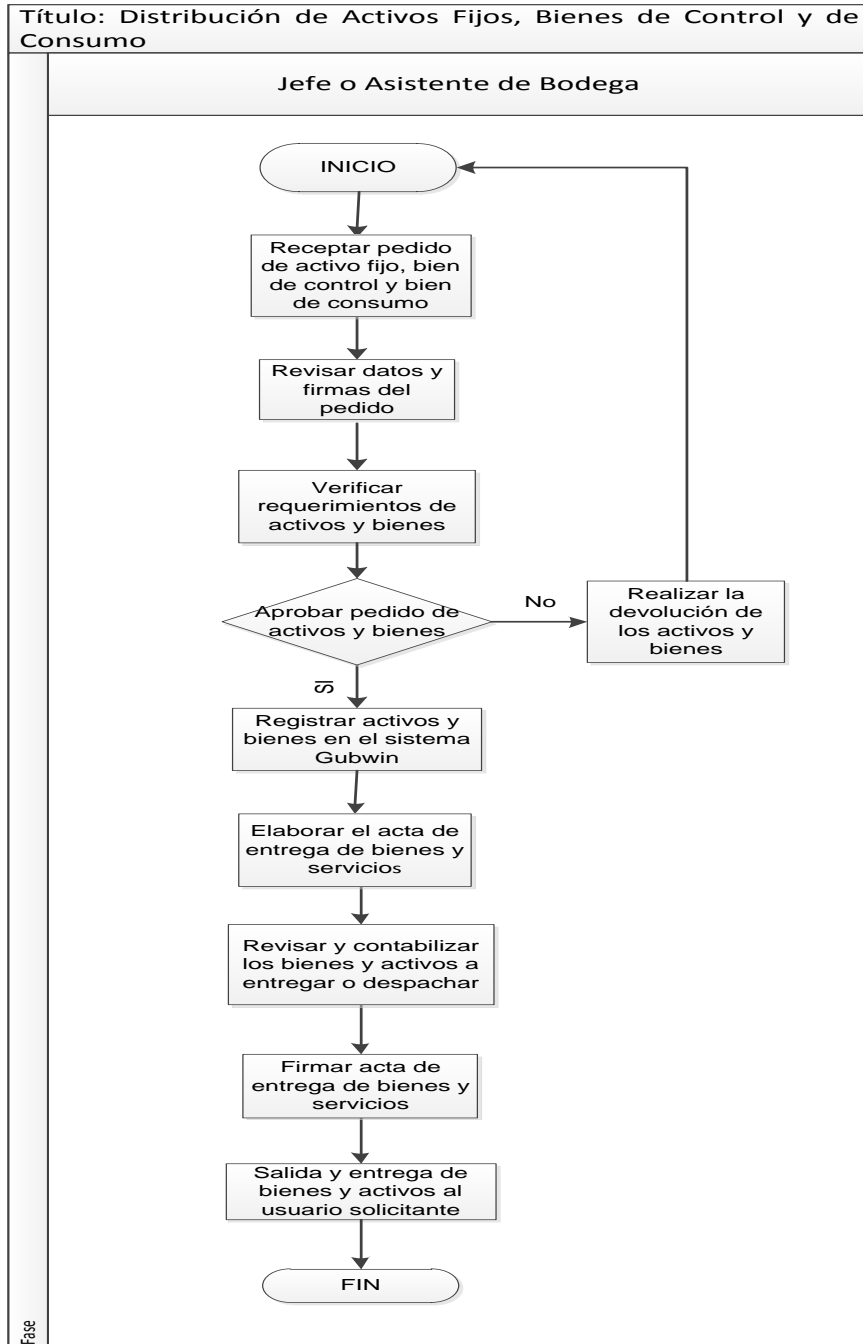 Título: Distribución de Activos Fijos, Bienes de Control y de
Consumo
Jefe o Asistente de Bodega
INICIO
Receptar pedido
de activo fijo, bien
de control y bien
de consumo
Revisar datos y
firmas del
pedido
Verificar
requerimientos de
activos y bienes
Aprobar pedido de
activos y bienes
No
Realizar la
devolución de
los activos y
bienes
SI
Registrar activos y
bienes en el sistema
Gubwin
Elaborar el acta de
entrega de bienes y
servicios
Revisar y contabilizar
los bienes y activos a
entregar o despachar
Firmar acta de
entrega de bienes y
servicios
Salida y entrega de
bienes y activos al
usuario solicitante
FIN
Fase